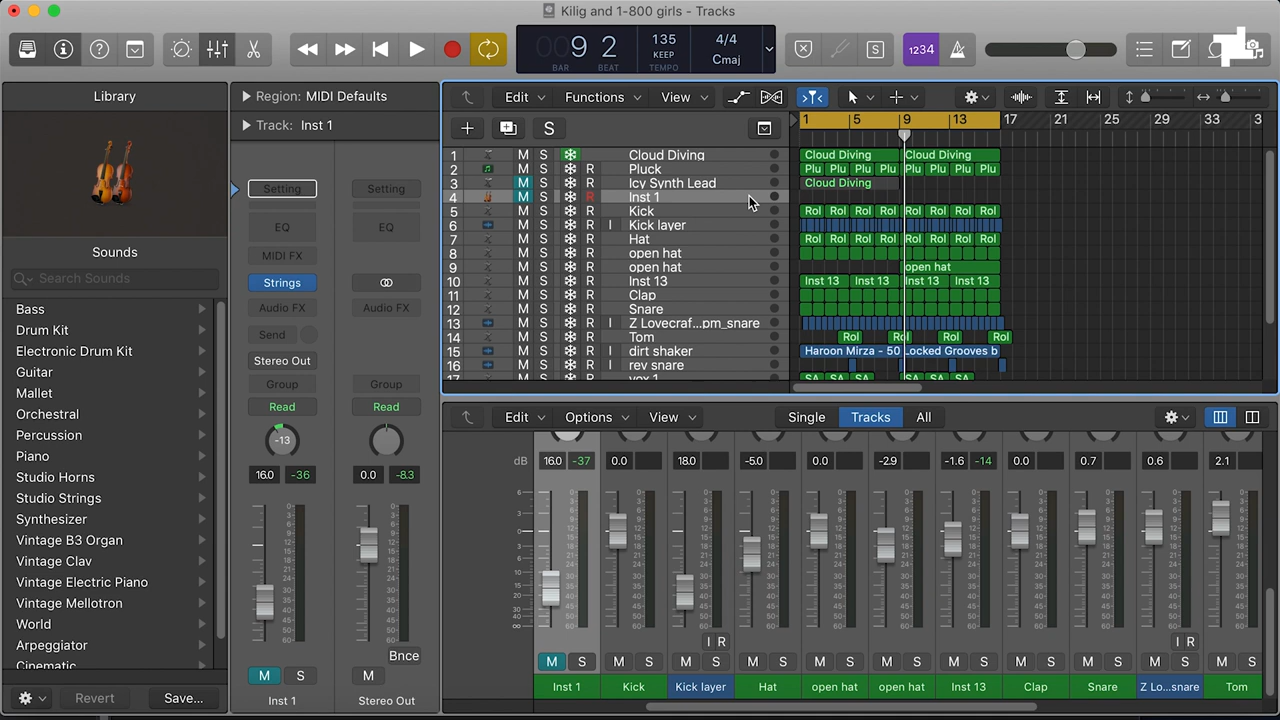 Kilig and 1-800 girls - Tracks
9 2
BAR BEAT
135
KEEP
TEMPO
4/4
Cmaj
S
1234
Library
Sounds
Search Sounds
Bass
Drum Kit
Electronic Drum Kit
Guitar
Mallet
Orchestral
Percussion
Piano
Studio Horns
Studio Strings
Synthesizer
Vintage B3 Organ
Vintage Clav
Vintage Electric Piano
Vintage Mellotron
World
Arpeggiator
Cinematic
Revert Save...
Region: MIDI Defaults
Track: Inst 1
Setting Setting
EQ EQ
MIDI FX
Strings
Audio FX Audio FX
Send
Stereo Out
Group Group
Read Read
-13
16.0 -36 0.0 -8.3
Bnce
M S M
Inst 1 Stereo Out
Edit Functions View
S
1 5 9 13 17 21 25 29 33 3
1 M S Cloud Diving Cloud Diving Cloud Diving
2 M S R Pluck Plu Plu Plu Plu Plu Plu Plu Plu
3 M S R Icy Synth Lead Cloud Diving
4 M S R Inst 1
5 M S R Kick Rol Rol Rol Rol Rol Rol Rol Rol
6 M S R I Kick layer
7 M S R Hat Rol Rol Rol Rol Rol Rol Rol Rol
8 M S R open hat
9 M S R open hat open hat
10 M S R Inst 13 Inst 13 Inst 13 Inst 13 Inst 13
11 M S R Clap
12 M S R Snare
13 M S R I Z Lovecraf...pm_snare
14 M S R Tom Rol Rol Rol Rol
15 M S R I dirt shaker Haroon Mirza - 50 Locked Grooves b
16 M S R I rev snare
17 M S R vox 1 SA SA SA SA SA SA
Edit Options View Single Tracks All
dB 16.0 -37 0.0 18.0 -5.0 0.0 -2.9 -1.6 -14 0.0 0.7 0.6 2.1
I R I R
M S M S M S M S M S M S M S M S M S M S M S
Inst 1 Kick Kick layer Hat open hat open hat Inst 13 Clap Snare Z Lo...snare Tom